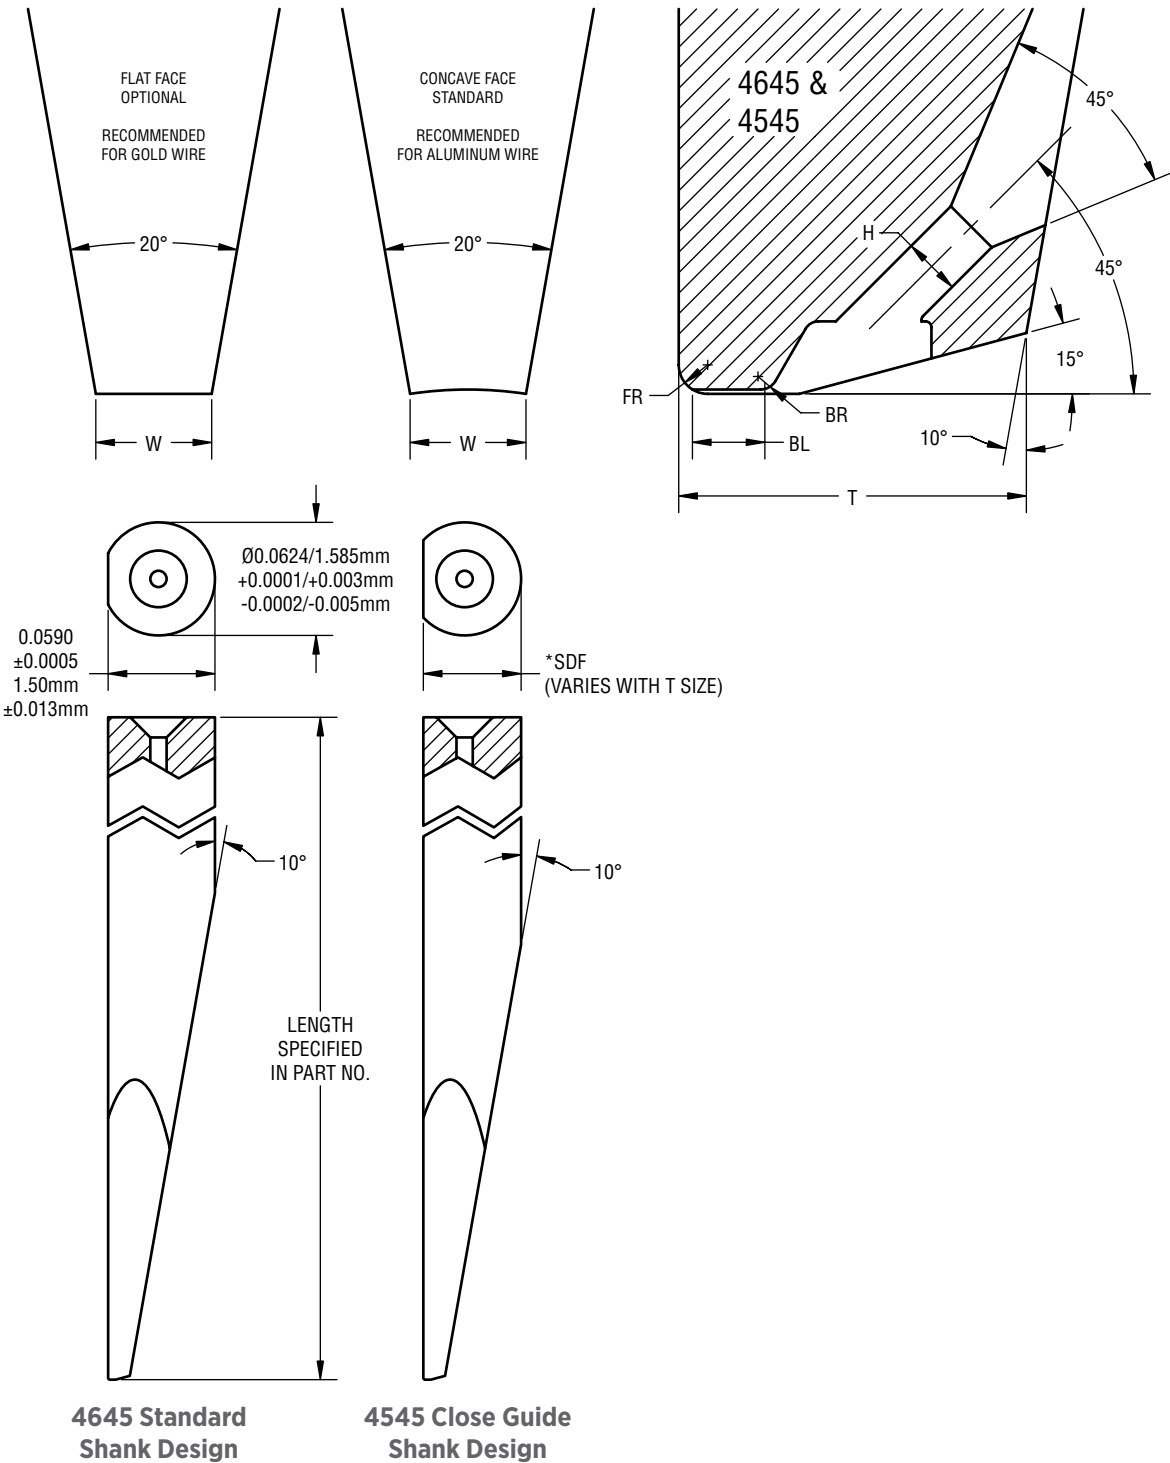 FLAT FACE
OPTIONAL
RECOMMENDED
FOR GOLD WIRE
20°
W
CONCAVE FACE
STANDARD
RECOMMENDED
FOR ALUMINUM WIRE
20°
W
4645 &
4545
45°
H
45°
15°
FR
BR
BL
10°
T
Ø0.0624/1.585mm
+0.0001/+0.003mm
-0.0002/-0.005mm
0.0590
±0.0005
1.50mm
±0.013mm
*SDF
(VARIES WITH T SIZE)
10°
10°
LENGTH
SPECIFIED
IN PART NO.
4645 Standard
Shank Design
4545 Close Guide
Shank Design